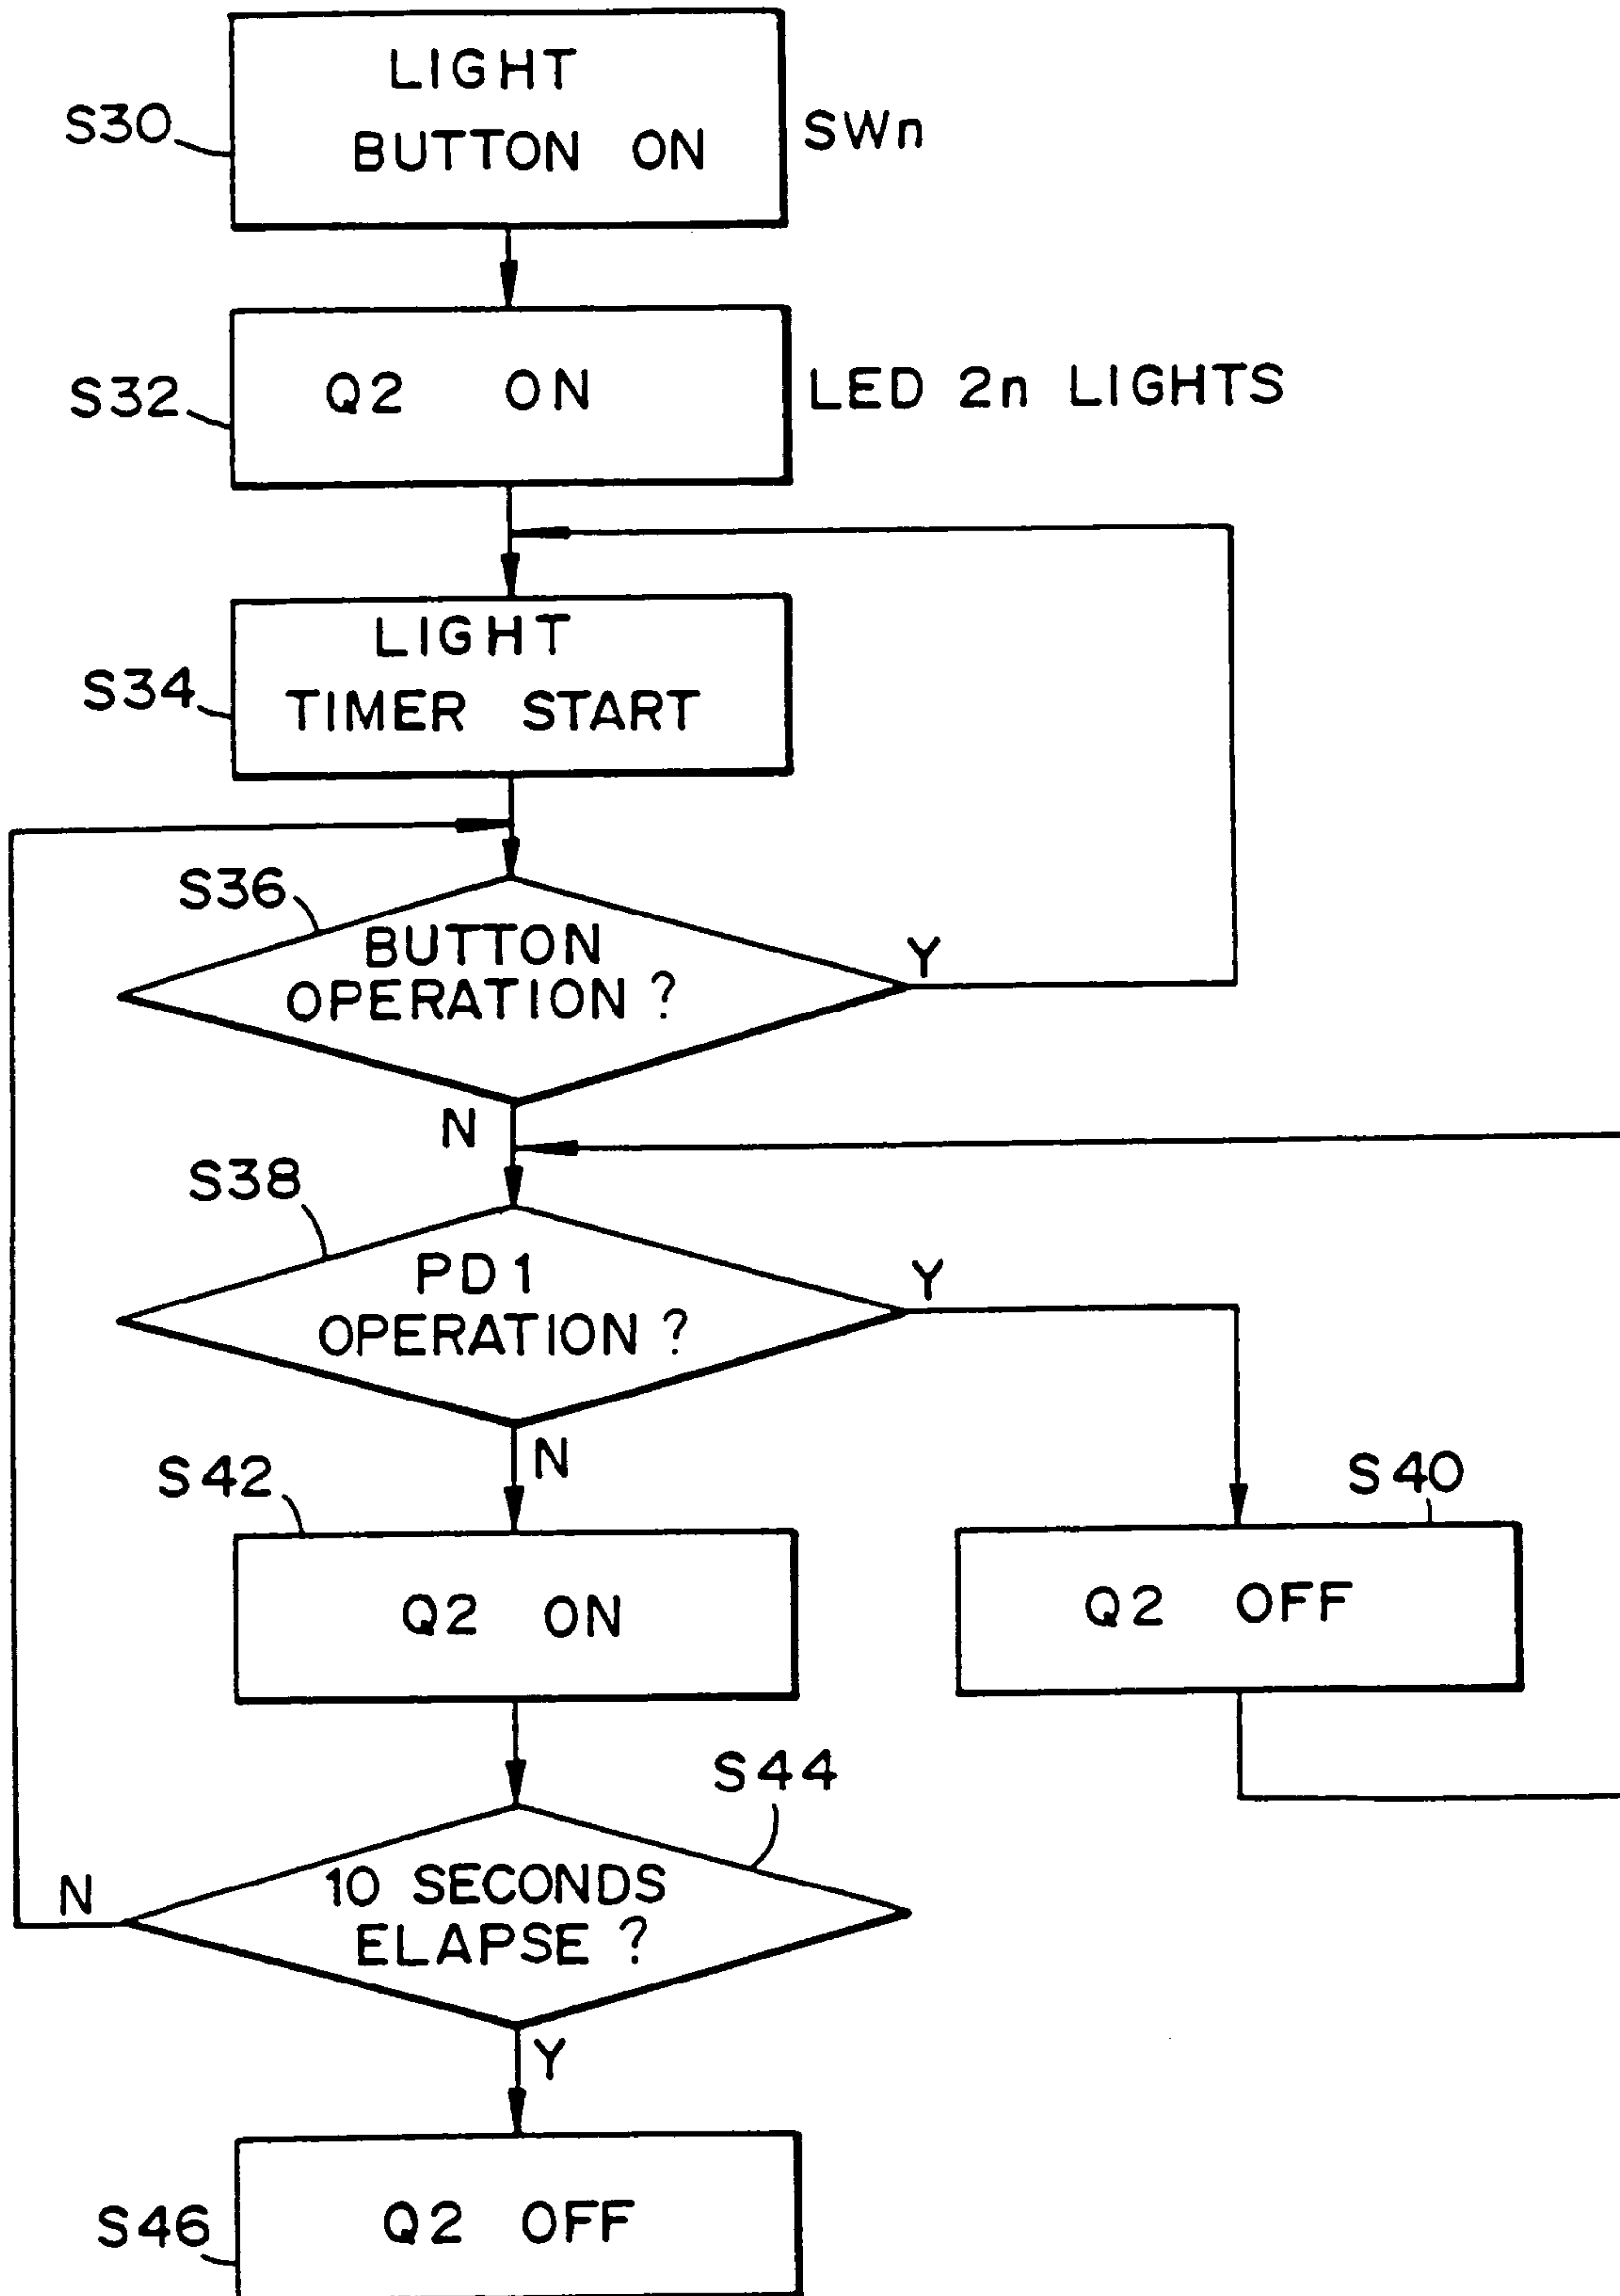 LIGHT
BUTTON ON
S30
SWn
Q2 ON
S32
LED 2n LIGHTS
LIGHT
TIMER START
S34
S36
BUTTON
OPERATION ?
Y
N
S38
PD1
OPERATION ?
Y
N
S42
S40
Q2 ON
Q2 OFF
S44
10 SECONDS
ELAPSE ?
N
Y
Q2 OFF
S46